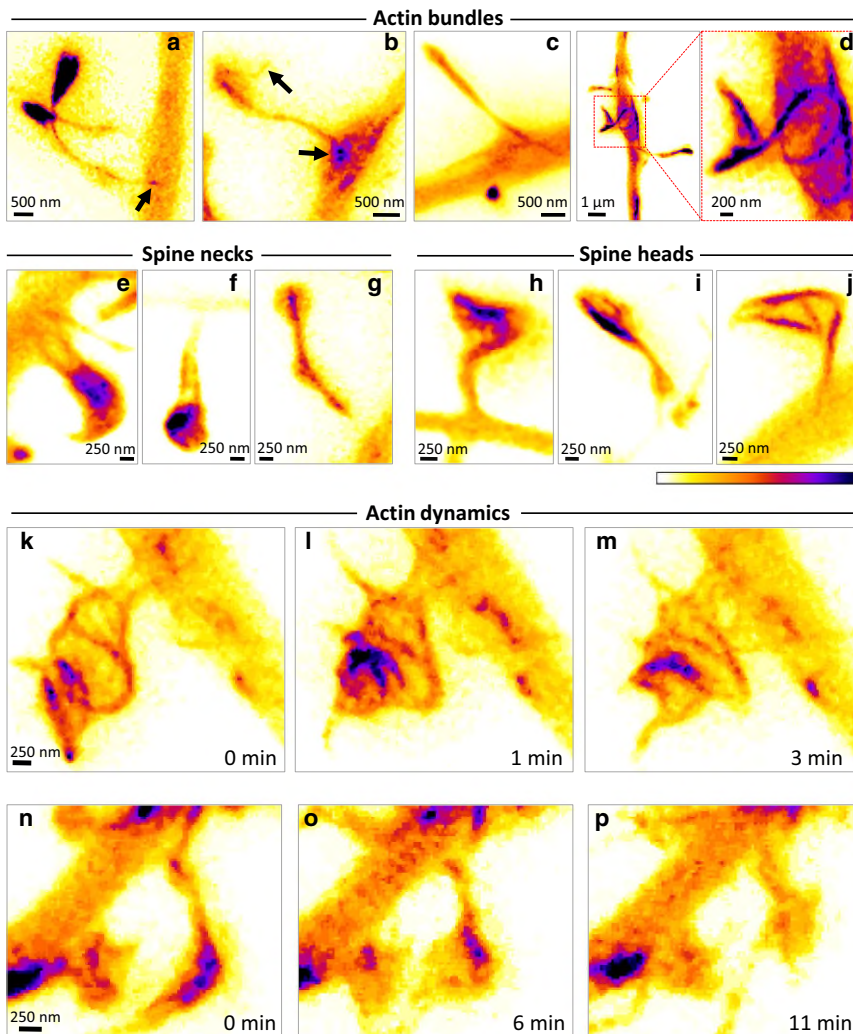 Actin bundles
a
b
c
d
500 nm
500 nm
500 nm
1 µm
200 nm
Spine necks
Spine heads
e
f
g
h
i
j
250 nm
250 nm
250 nm
250 nm
250 nm
250 nm
Actin dynamics
k
l
m
250 nm
0 min
1 min
3 min
n
o
p
250 nm
0 min
6 min
11 min